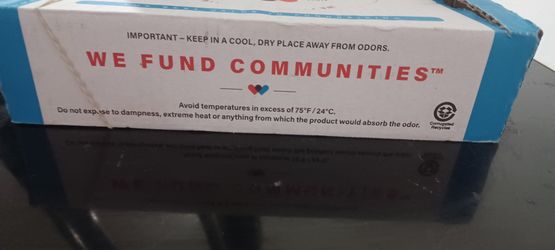 IMPORTANT – KEEP IN A COOL, DRY PLACE AWAY FROM ODORS.
WE FUND COMMUNITIES™
Avoid temperatures in excess of 75°F/24°C.
Do not expose to dampness, extreme heat or anything from which the product would absorb the odor.
Corrugated
Recycles